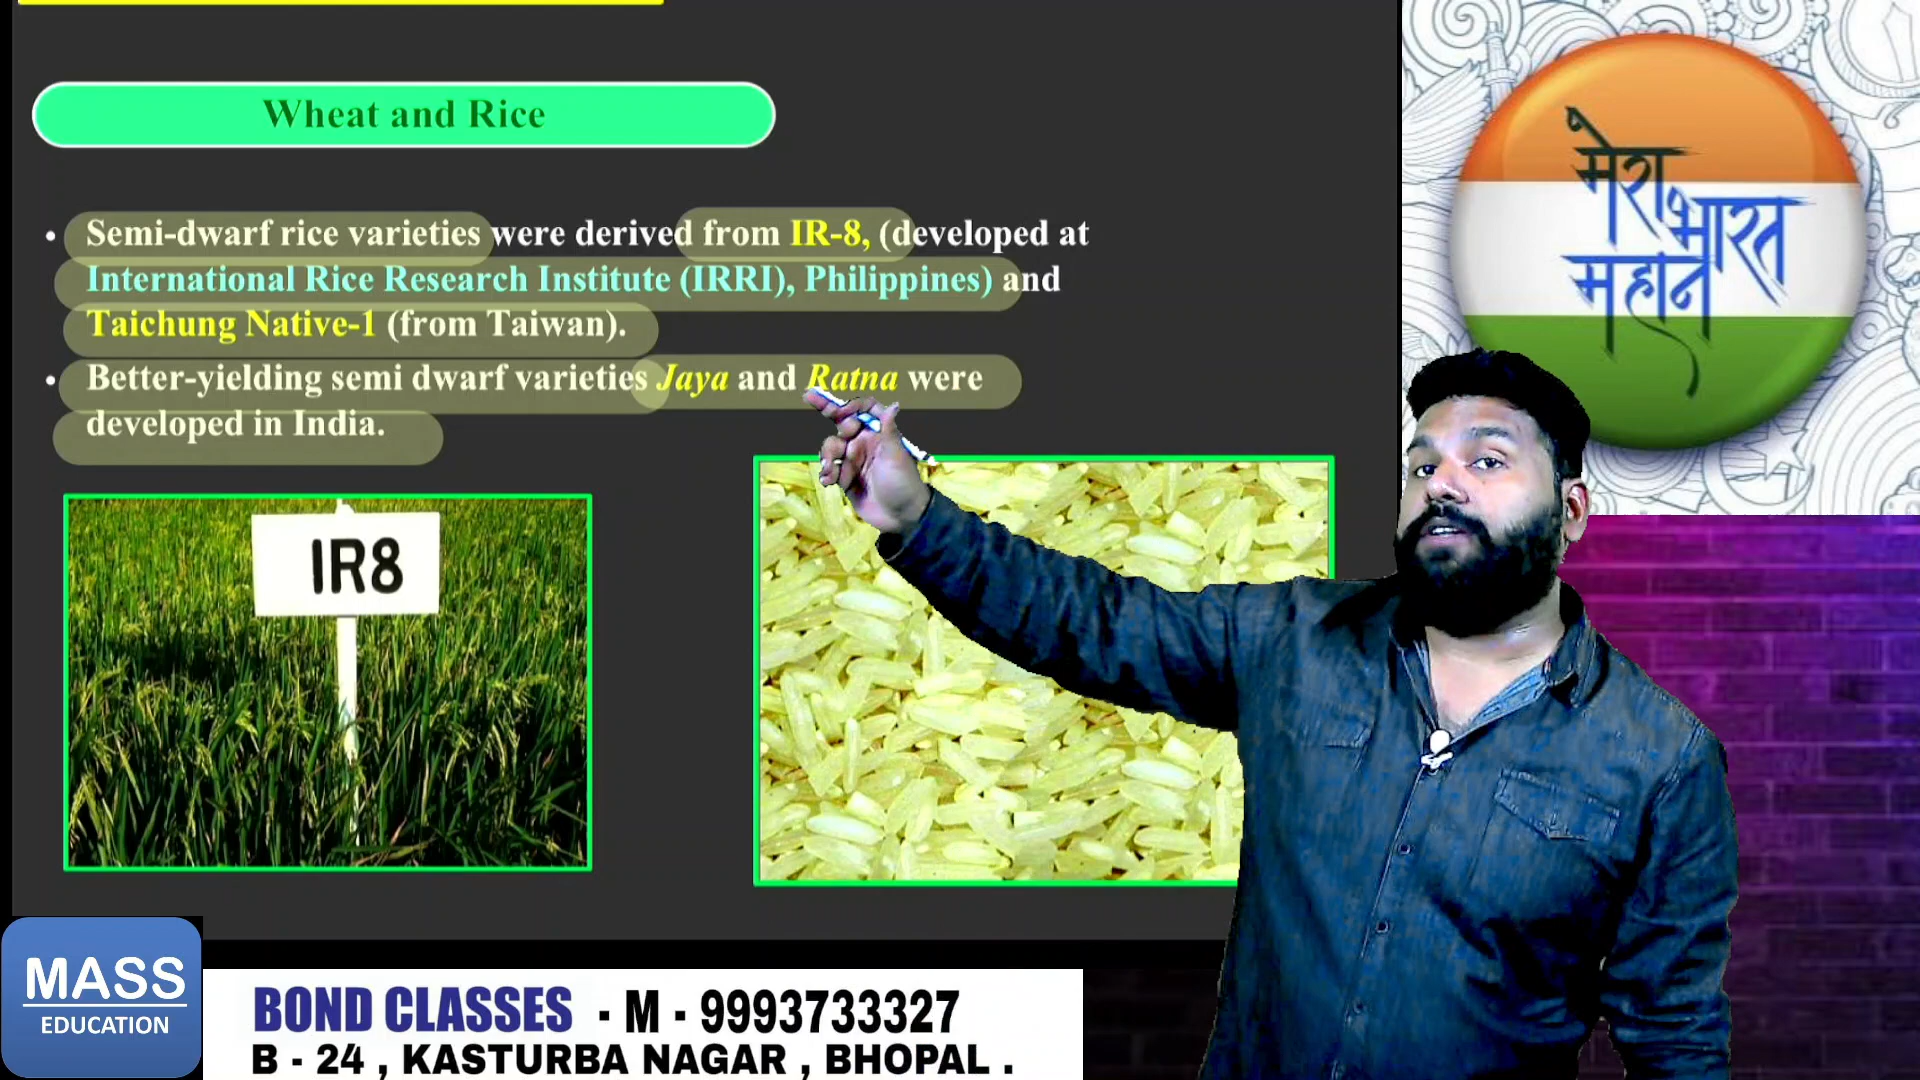 Wheat and Rice
• Semi-dwarf rice varieties were derived from IR-8, (developed at
International Rice Research Institute (IRRI), Philippines) and
Taichung Native-1 (from Taiwan).
• Better-yielding semi dwarf varieties Jaya and Ratna were
developed in India.
IR8
मेरा
भारत
महान
MASS
EDUCATION
BOND CLASSES - M - 9993733327
B - 24 , KASTURBA NAGAR , BHOPAL .